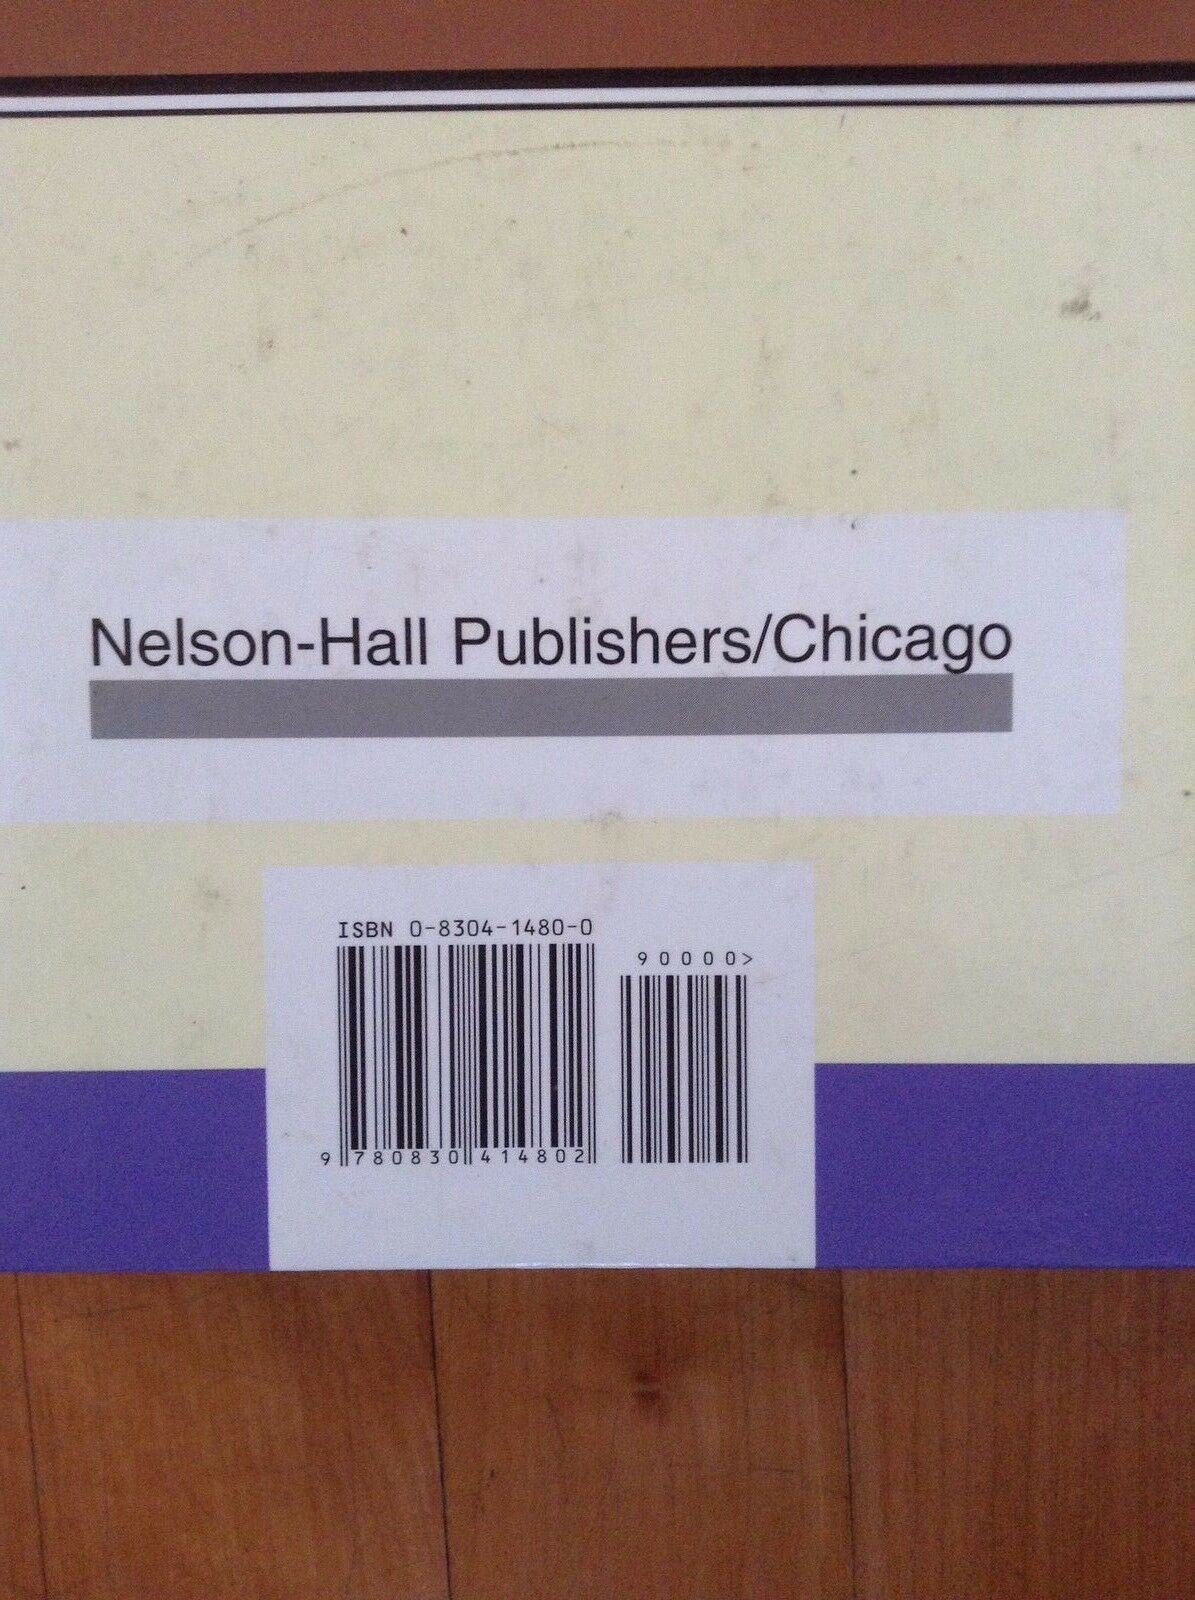 Nelson-Hall Publishers/Chicago
ISBN 0-8304-1480-0
90000>
9 780830 414802